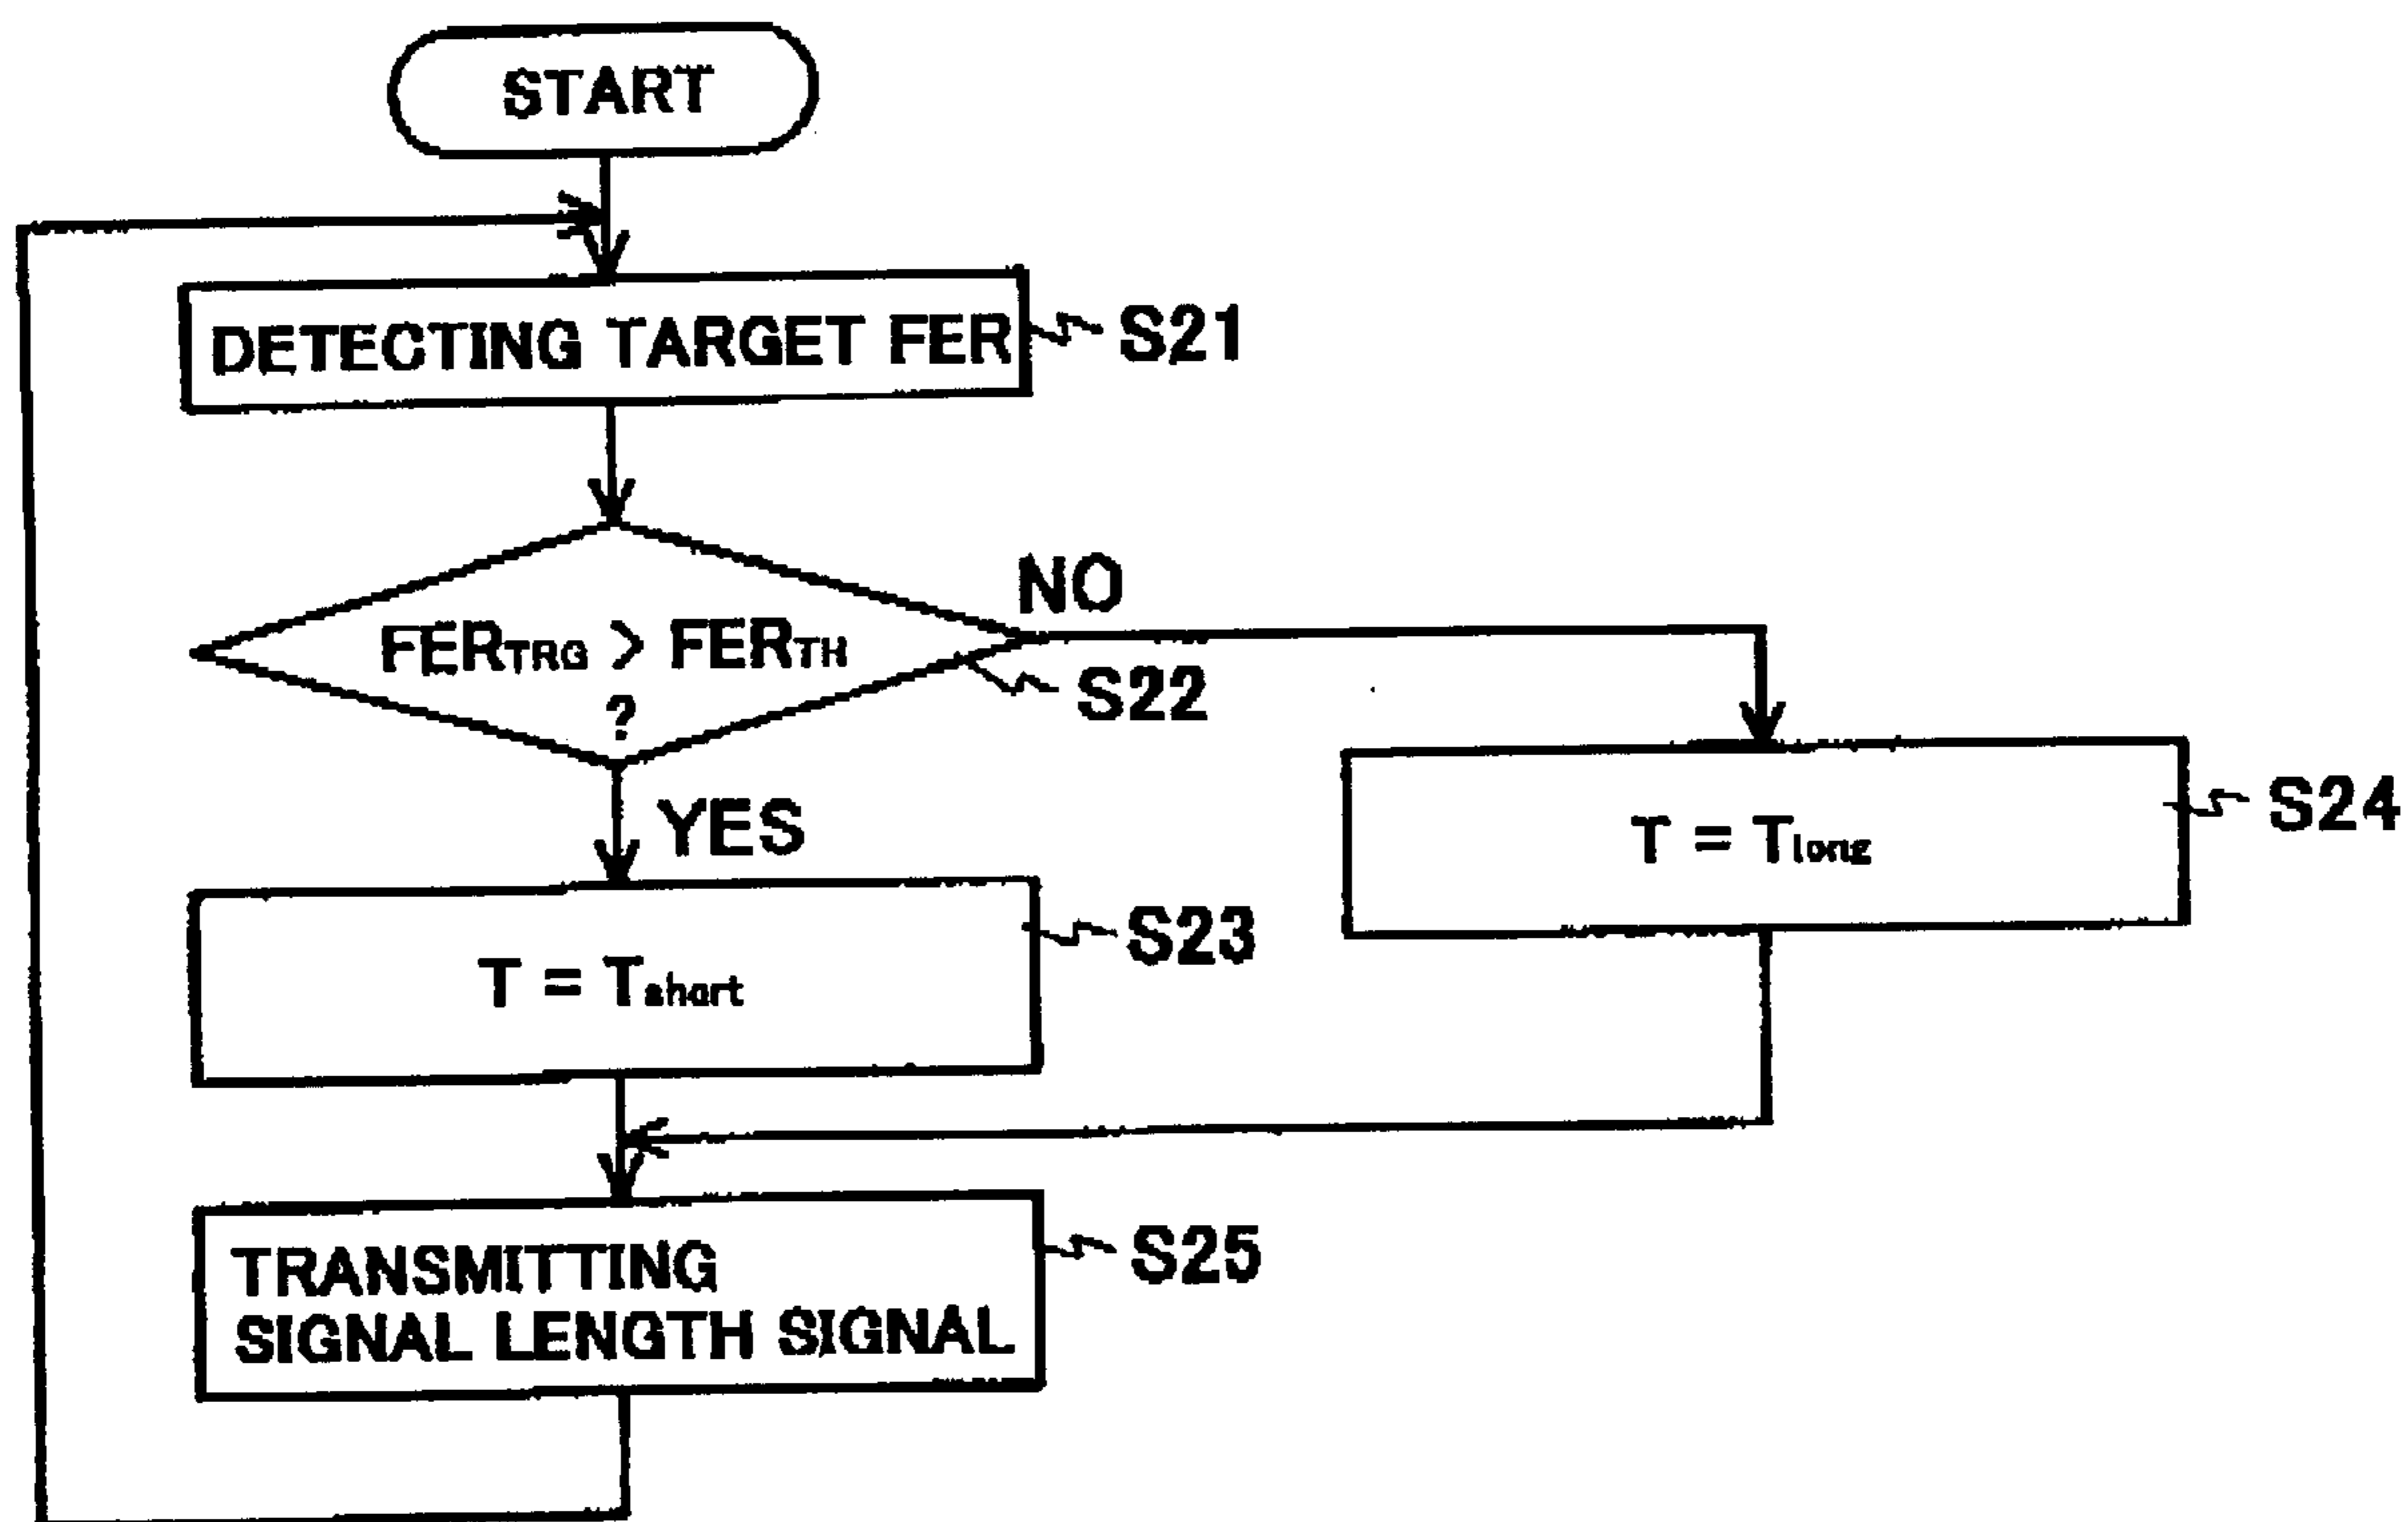 START
DETECTING TARGET FER
S21
FERTRG > FERTH
?
NO
S22
YES
T = Tlong
S24
T = Tshort
S23
TRANSMITTING
SIGNAL LENGTH SIGNAL
S25